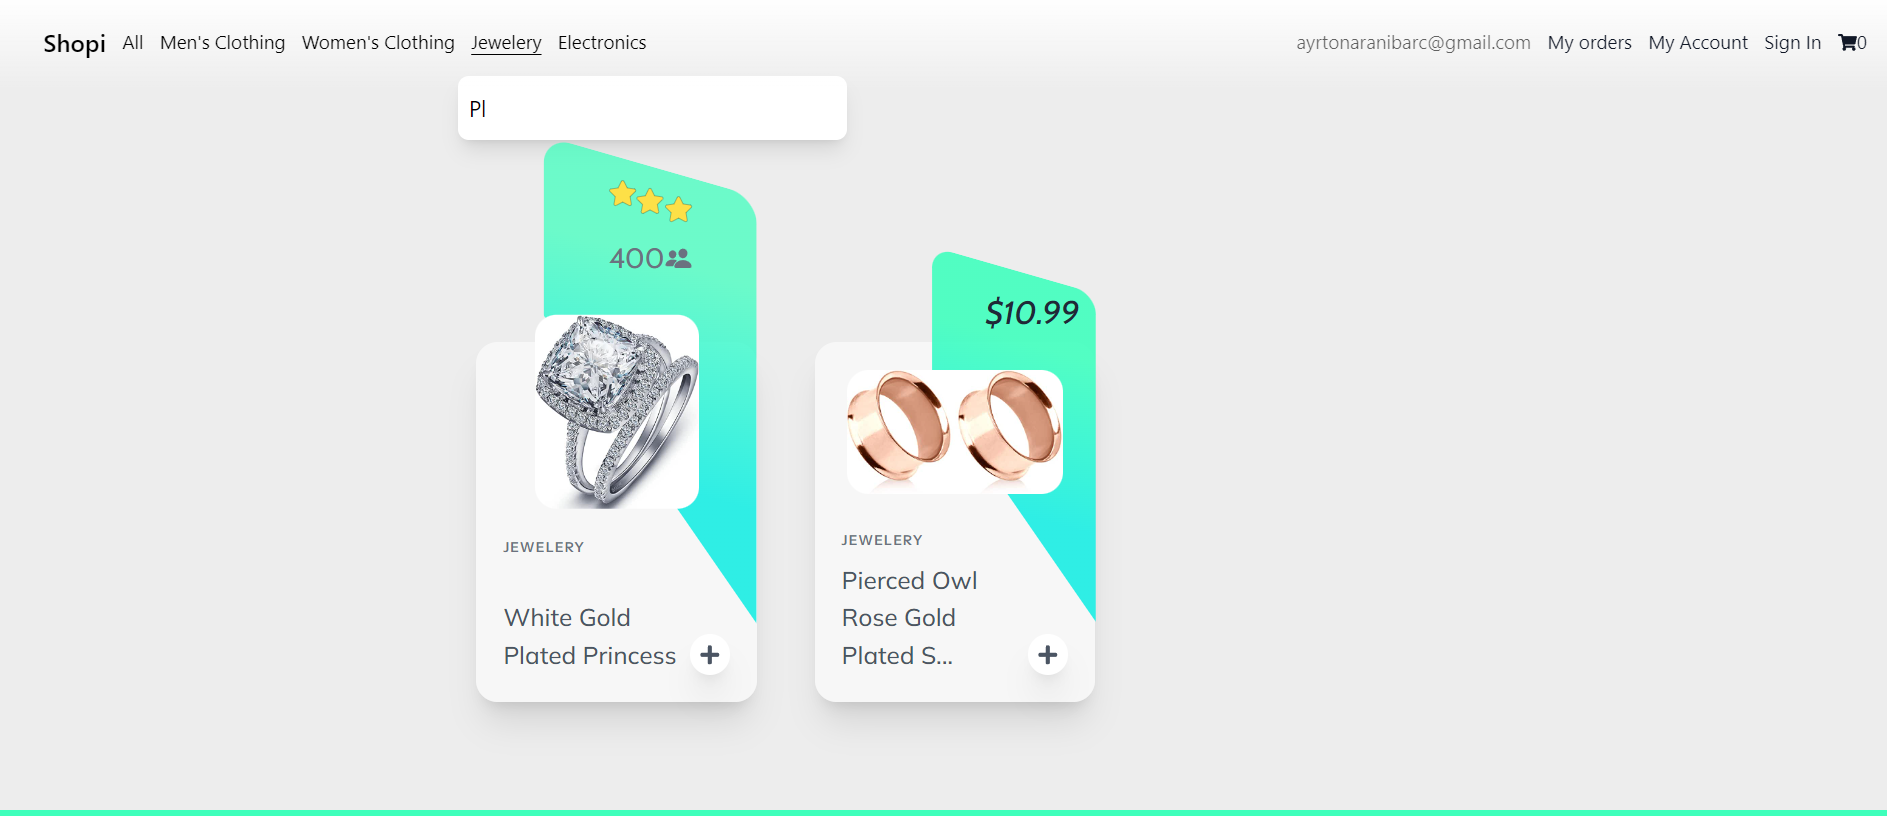 Shopi All Men's Clothing Women's Clothing Jewelery Electronics ayrtonaranibarc@gmail.com My orders My Account Sign In 0
Pl
400
JEWELERY
White Gold
Plated Princess
$10.99
JEWELERY
Pierced Owl
Rose Gold
Plated S...